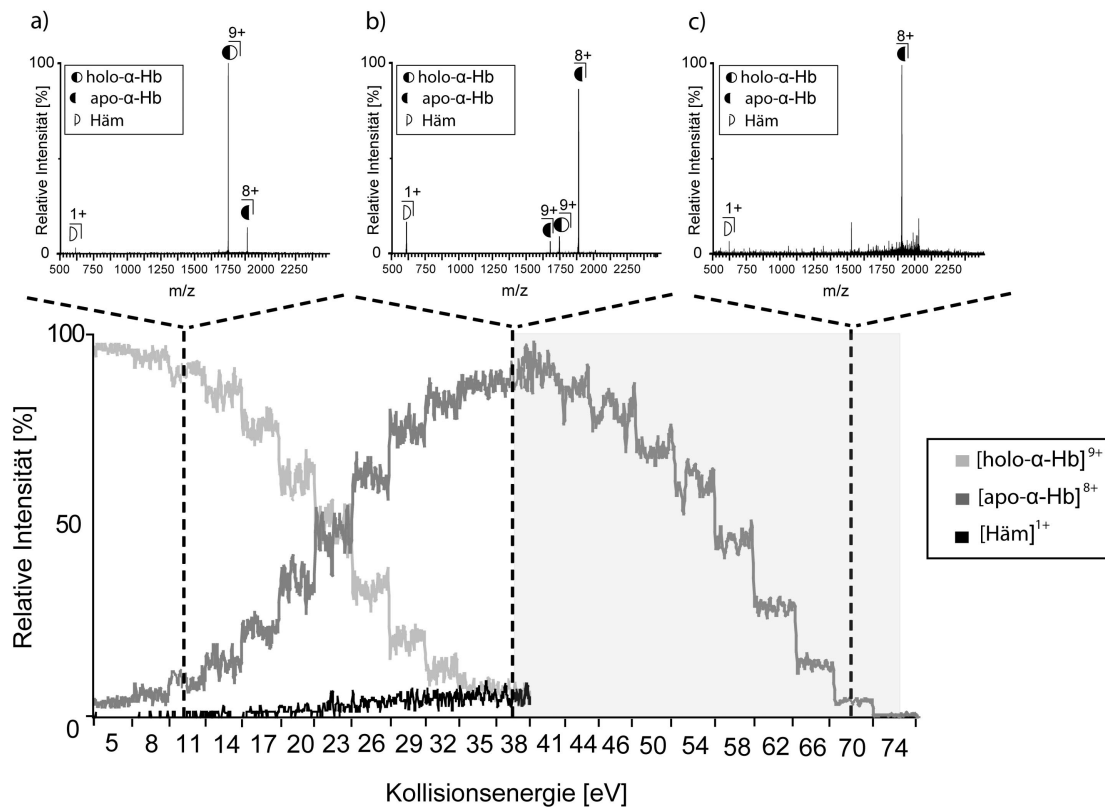 a)
9+
100
holo-α-Hb
apo-α-Hb
Häm
Relative Intensität [%]
8+
1+
0
500 750 1000 1250 1500 1750 2000 2250
m/z
b)
8+
100
holo-α-Hb
apo-α-Hb
Häm
Relative Intensität [%]
1+
9+ 9+
0
500 750 1000 1250 1500 1750 2000 2250
m/z
c)
8+
100
holo-α-Hb
apo-α-Hb
Häm
Relative Intensität [%]
1+
0
500 750 1000 1250 1500 1750 2000 2250
m/z
100
50
0
Relative Intensität [%]
[holo-α-Hb]9+
[apo-α-Hb]8+
[Häm]1+
5 8 11 14 17 20 23 26 29 32 35 38 41 44 46 50 54 58 62 66 70 74
Kollisionsenergie [eV]